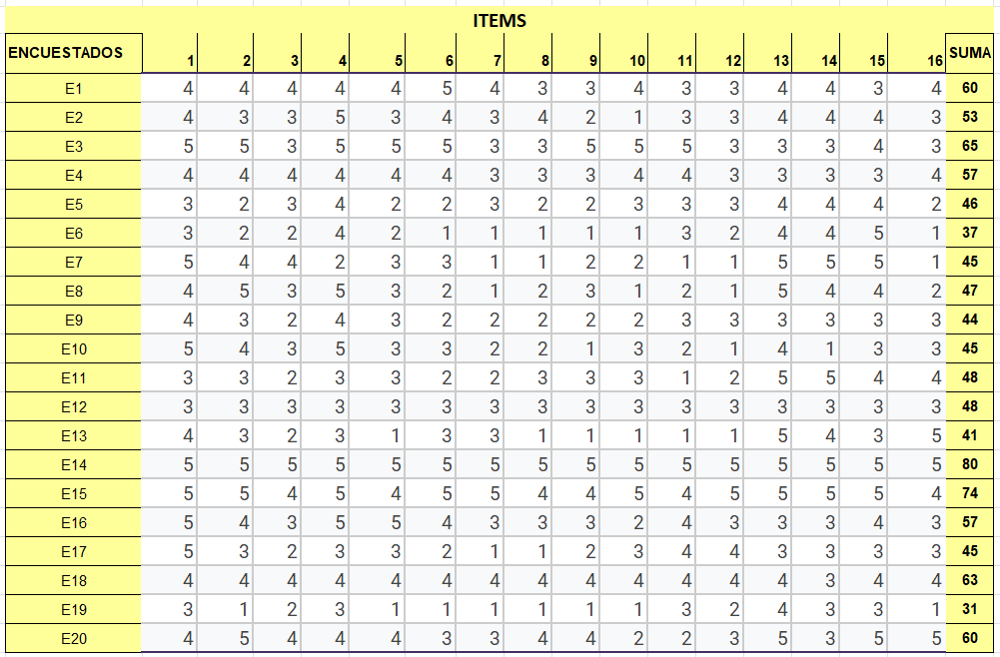 ITEMS
ENCUESTADOS 1 2 3 4 5 6 7 8 9 10 11 12 13 14 15 16 SUMA
E1 4 4 4 4 4 5 4 3 3 4 3 3 4 4 3 4 60
E2 4 3 3 5 3 4 3 4 2 1 3 3 4 4 4 3 53
E3 5 5 3 5 5 5 3 3 5 5 5 3 3 3 4 3 65
E4 4 4 4 4 4 4 3 3 3 4 4 3 3 3 3 4 57
E5 3 2 3 4 2 2 3 2 2 3 3 3 4 4 4 2 46
E6 3 2 2 4 2 1 1 1 1 1 3 2 4 4 5 1 37
E7 5 4 4 2 3 3 1 1 2 2 1 1 5 5 5 1 45
E8 4 5 3 5 3 2 1 2 3 1 2 1 5 4 4 2 47
E9 4 3 2 4 3 2 2 2 2 2 3 3 3 3 3 3 44
E10 5 4 3 5 3 3 2 2 1 3 2 1 4 1 3 3 45
E11 3 3 2 3 3 2 2 3 3 3 1 2 5 5 4 4 48
E12 3 3 3 3 3 3 3 3 3 3 3 3 3 3 3 3 48
E13 4 3 2 3 1 3 3 1 1 1 1 1 5 4 3 5 41
E14 5 5 5 5 5 5 5 5 5 5 5 5 5 5 5 5 80
E15 5 5 4 5 4 5 5 4 4 5 4 5 5 5 5 4 74
E16 5 4 3 5 5 4 3 3 3 2 4 3 3 3 4 3 57
E17 5 3 2 3 3 2 1 1 2 3 4 4 3 3 3 3 45
E18 4 4 4 4 4 4 4 4 4 4 4 4 4 3 4 4 63
E19 3 1 2 3 1 1 1 1 1 1 3 2 4 3 3 1 31
E20 4 5 4 4 4 3 3 4 4 2 2 3 5 3 5 5 60